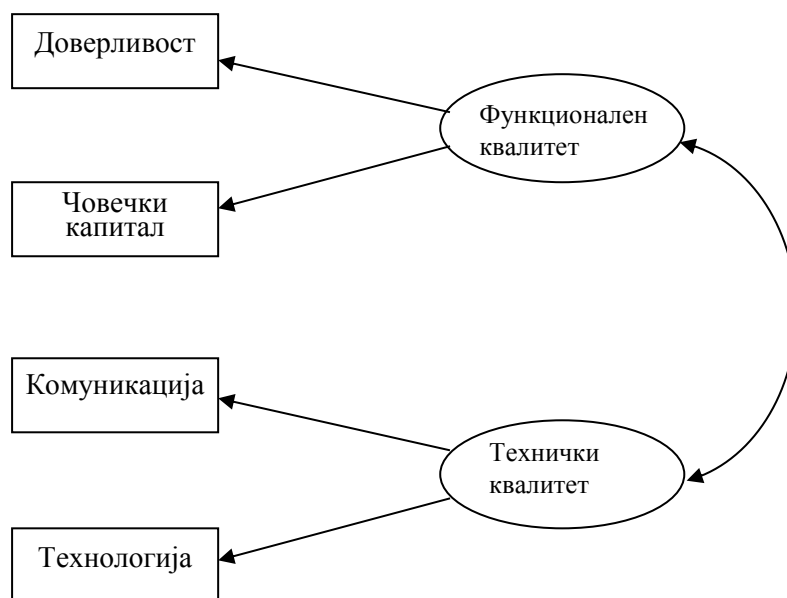 Доверливост
Функционален
квалитет
Човечки
капитал
Комуникација
Технички
квалитет
Технологија